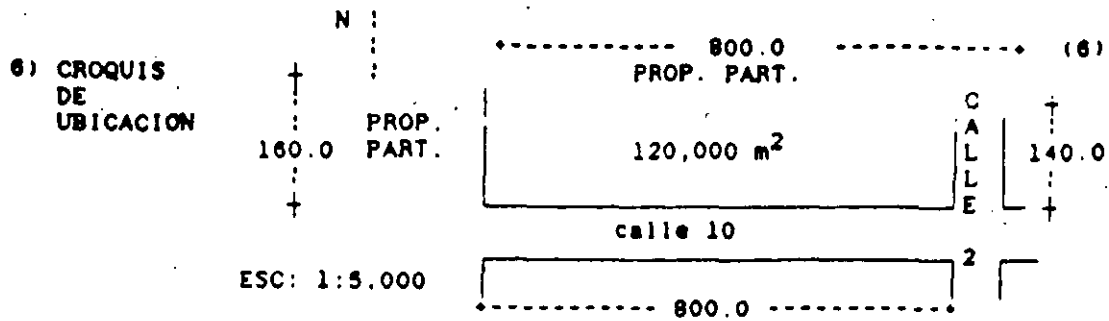 N
800.0 (6)
6) CROQUIS PROP. PART.
DE
UBICACION PROP.
160.0 PART. 120,000 m² 140.0
CALLE 2
calle 10
ESC: 1:5.000
800.0